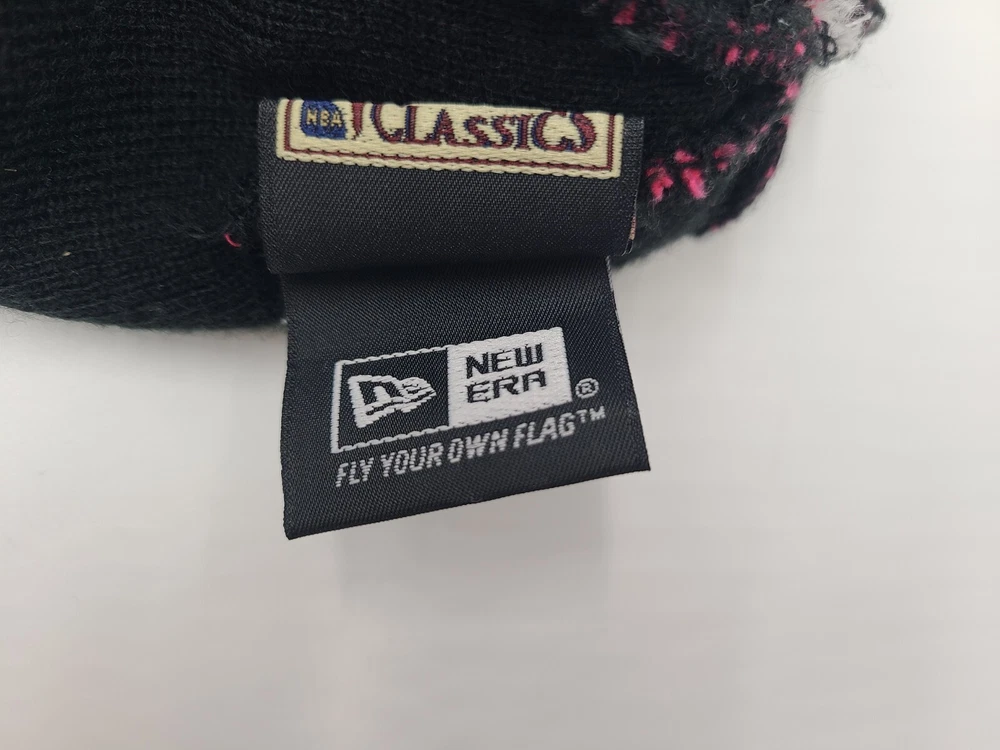 NBA CLASSICS
NEW
ERA ®
FLY YOUR OWN FLAG™